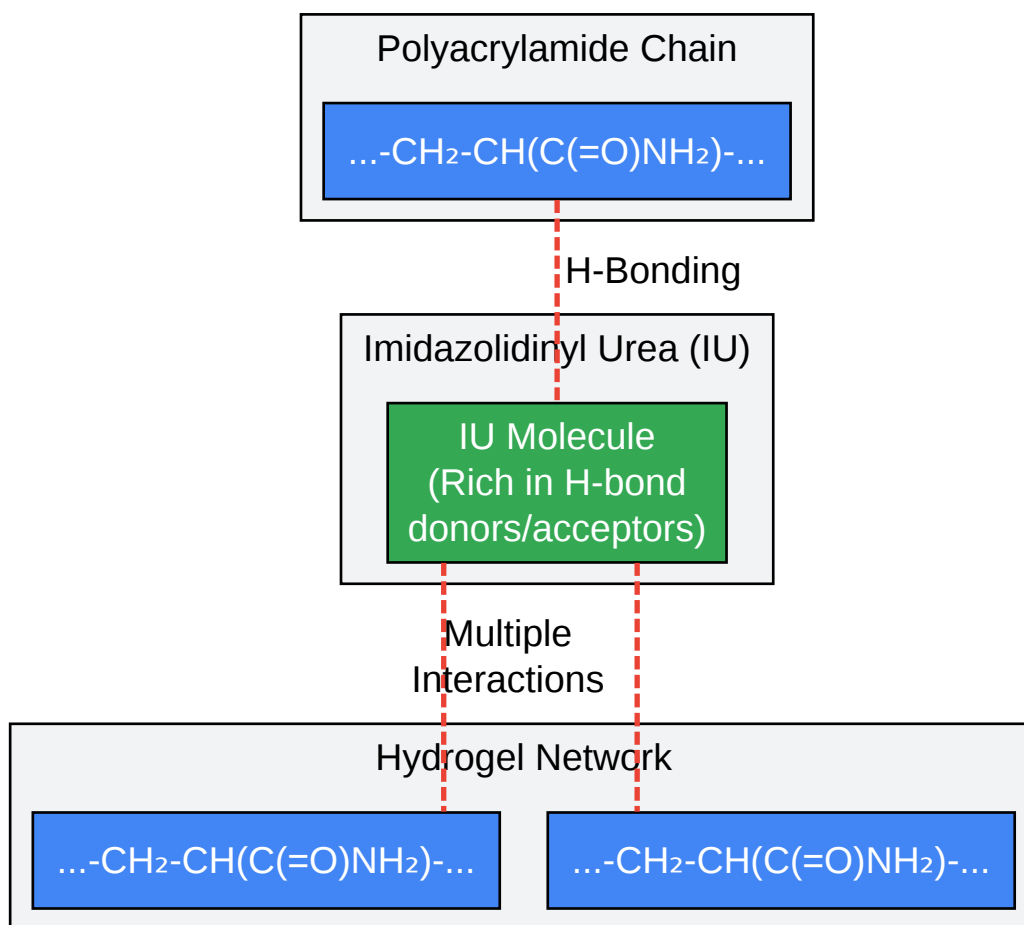 Polyacrylamide Chain
...-CH₂-CH(C(=O)NH₂)-...
H-Bonding
Imidazolidinyl Urea (IU)
IU Molecule
(Rich in H-bond
donors/acceptors)
Multiple
Interactions
Hydrogel Network
...-CH₂-CH(C(=O)NH₂)-...
...-CH₂-CH(C(=O)NH₂)-...